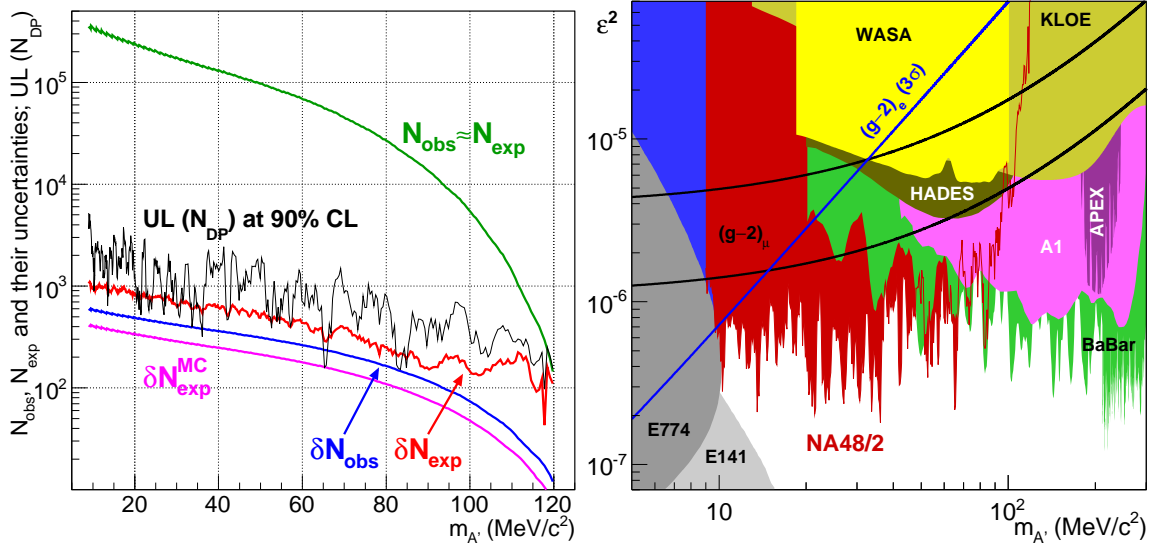 N_obs, N_exp and their uncertainties; UL (N_DP)
10^5
10^4
10^3
10^2
N_obs≈N_exp
UL (N_DP) at 90% CL
δN_exp^MC
δN_obs
δN_exp
20 40 60 80 100 120
m_A' (MeV/c^2)
ε^2
10^-5
10^-6
10^-7
WASA
KLOE
(g-2)_e (3σ)
HADES
APEX
(g-2)_μ
A1
BaBar
E774
NA48/2
E141
10 10^2
m_A' (MeV/c^2)